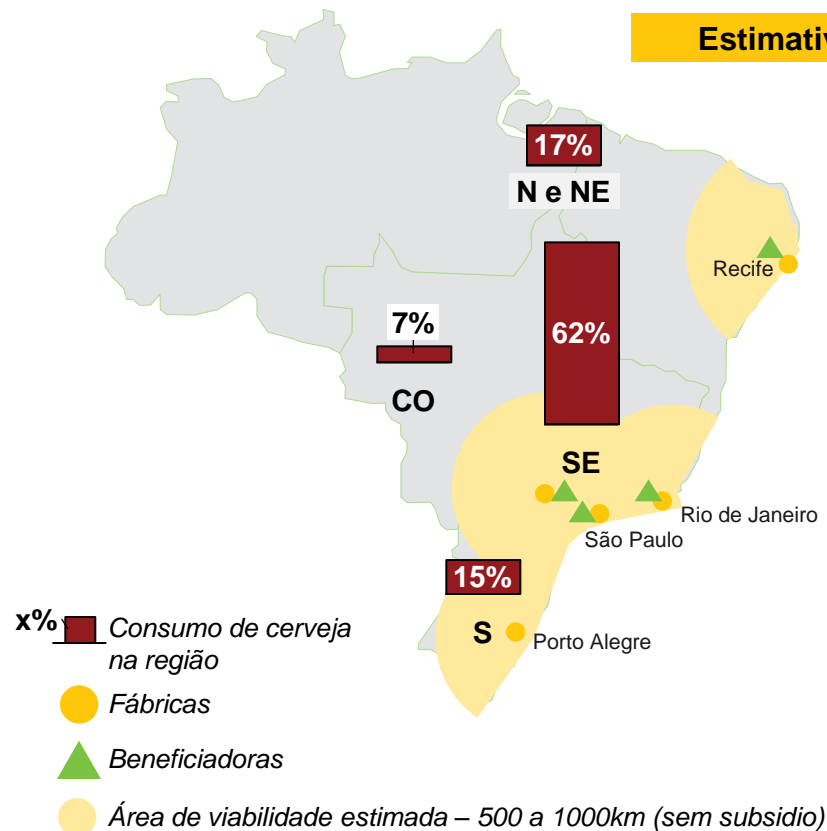 Estimativ
17%
N e NE
Recife
7%
62%
CO
SE
Rio de Janeiro
São Paulo
15%
S
Porto Alegre
x%
Consumo de cerveja
na região
Fábricas
Beneficiadoras
Área de viabilidade estimada – 500 a 1000km (sem subsidio)